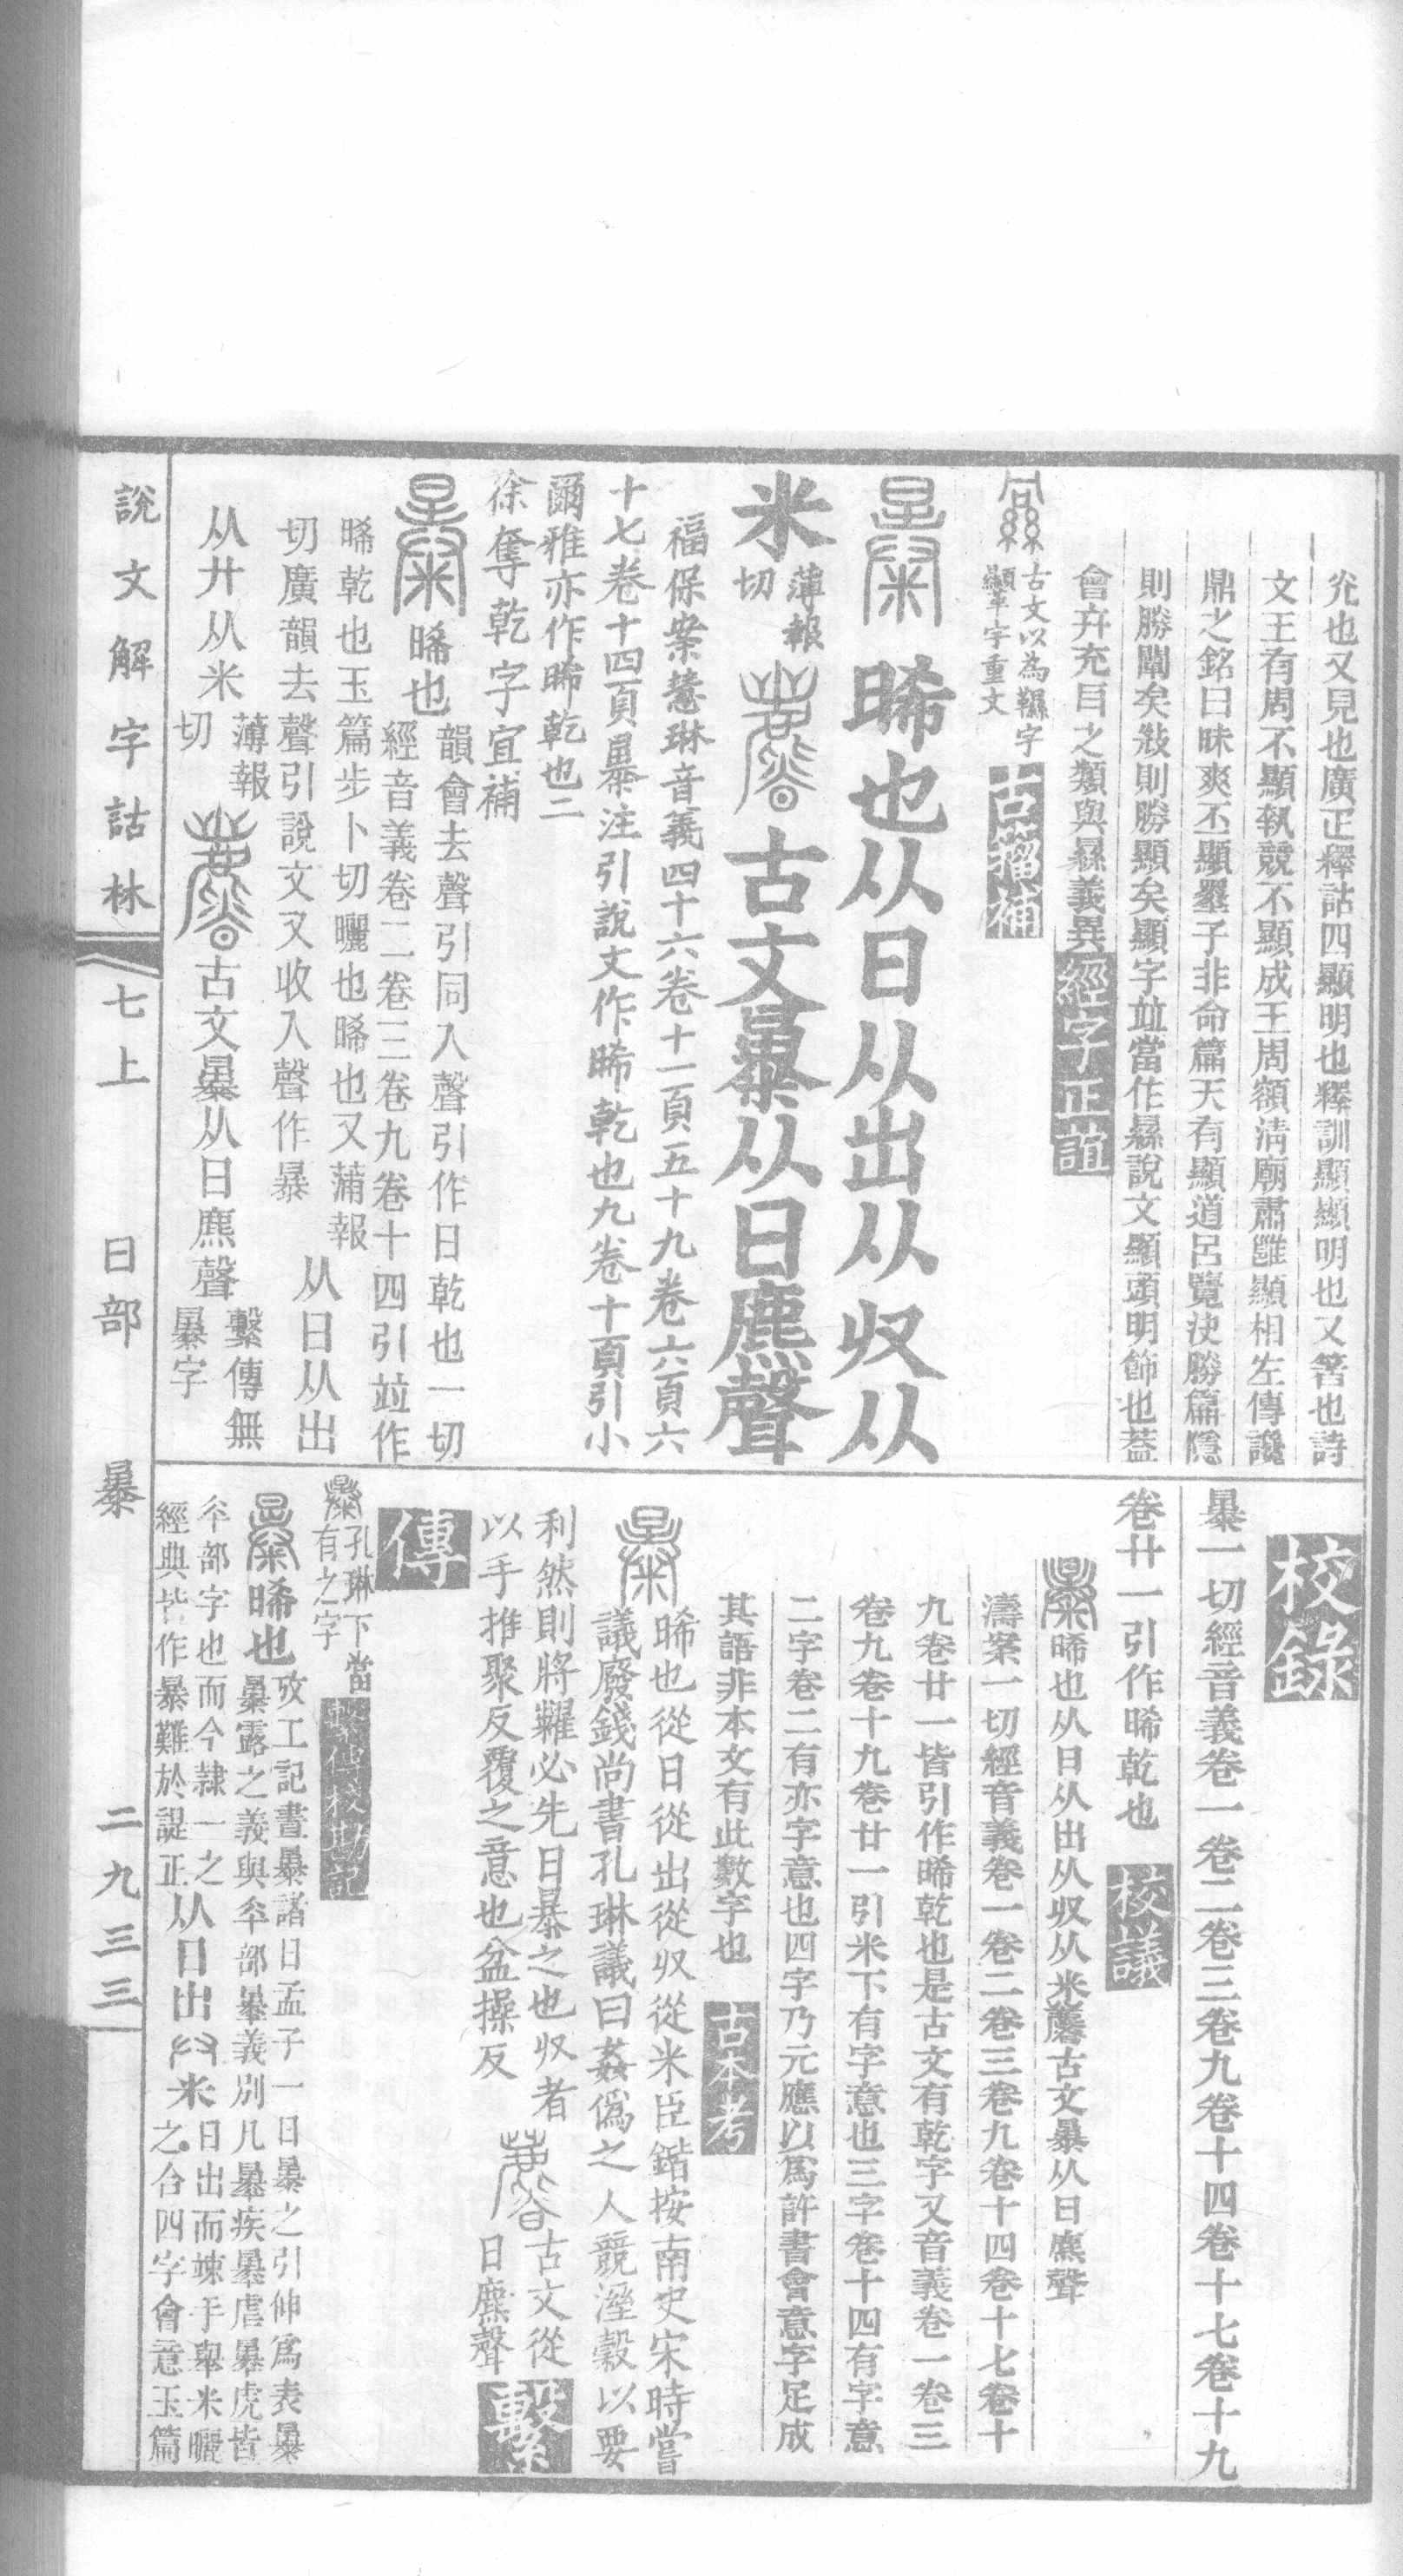 光也又見也廣疋釋詁四顯明也釋訓顯顯明也又箸也詩
文王有周不顯執競不顯成王周頟淸廟肅雝顯相左傳讒
鼎之銘曰昧爽丕顯墨子非命篇天有顯道呂覽決勝篇隱
則勝闡矣㪣則勝顯矣顯字竝當作㬎說文顯頭明飾也葢
會弁充耳之類與㬎義異經字正誼
古文以為顯字
顯本字重文
古籀補
晞也从日从出从収从
米薄報切 古文㬥从日麃聲
福保案慧琳音義四十六卷十一頁五十九卷六頁六
十七卷十四頁㬥注引說文作晞乾也九卷十頁引小
爾雅亦作晞乾也二
徐奪乾字宜補
晞也
韻會去聲引同入聲引作日乾也一切
經音義卷二卷三卷九卷十四引竝作
晞乾也玉篇步卜切曬也晞也又蒲報
切廣韻去聲引說文又收入聲作暴
从日从出
从廾从米薄報切 古文㬥从日麃聲
繫傳無
㬥字
校錄
㬥一切經音義卷一卷二卷三卷九卷十四卷十七卷十九
卷廿一引作晞乾也 校議
晞也从日从出从収从米 古文㬥从日麃聲
濤案一切經音義卷一卷二卷三卷九卷十四卷十七卷十
九卷廿一皆引作晞乾也是古文有乾字又音義卷一卷三
卷九卷十九卷廿一引米下有字意也三字卷十四有字意
二字卷二有亦字意也四字乃元應以爲許書會意字足成
其語非本文有此數字也 古本考
晞也從日從出從収從米臣鍇按南史宋時嘗
議廢錢尚書孔琳議曰姦僞之人競溼穀以要
利然則將糶必先日暴之也収者
以手推聚反覆之意也盆操反
古文從
日麃聲
繫
傳
孔琳下當
有之字
繫傳校勘記
晞也
攷工記晝㬥諸日孟子一日㬥之引伸爲表㬥
㬥露之義與夲部㬥義別凡㬥疾㬥虐㬥虎皆
夲部字也而今隷一之
經典皆作暴難於諟正
从日出
米
日出而竦手舉米曬
之合四字會意玉篇
說文解字詁林
七上 日部 㬥 二九三三